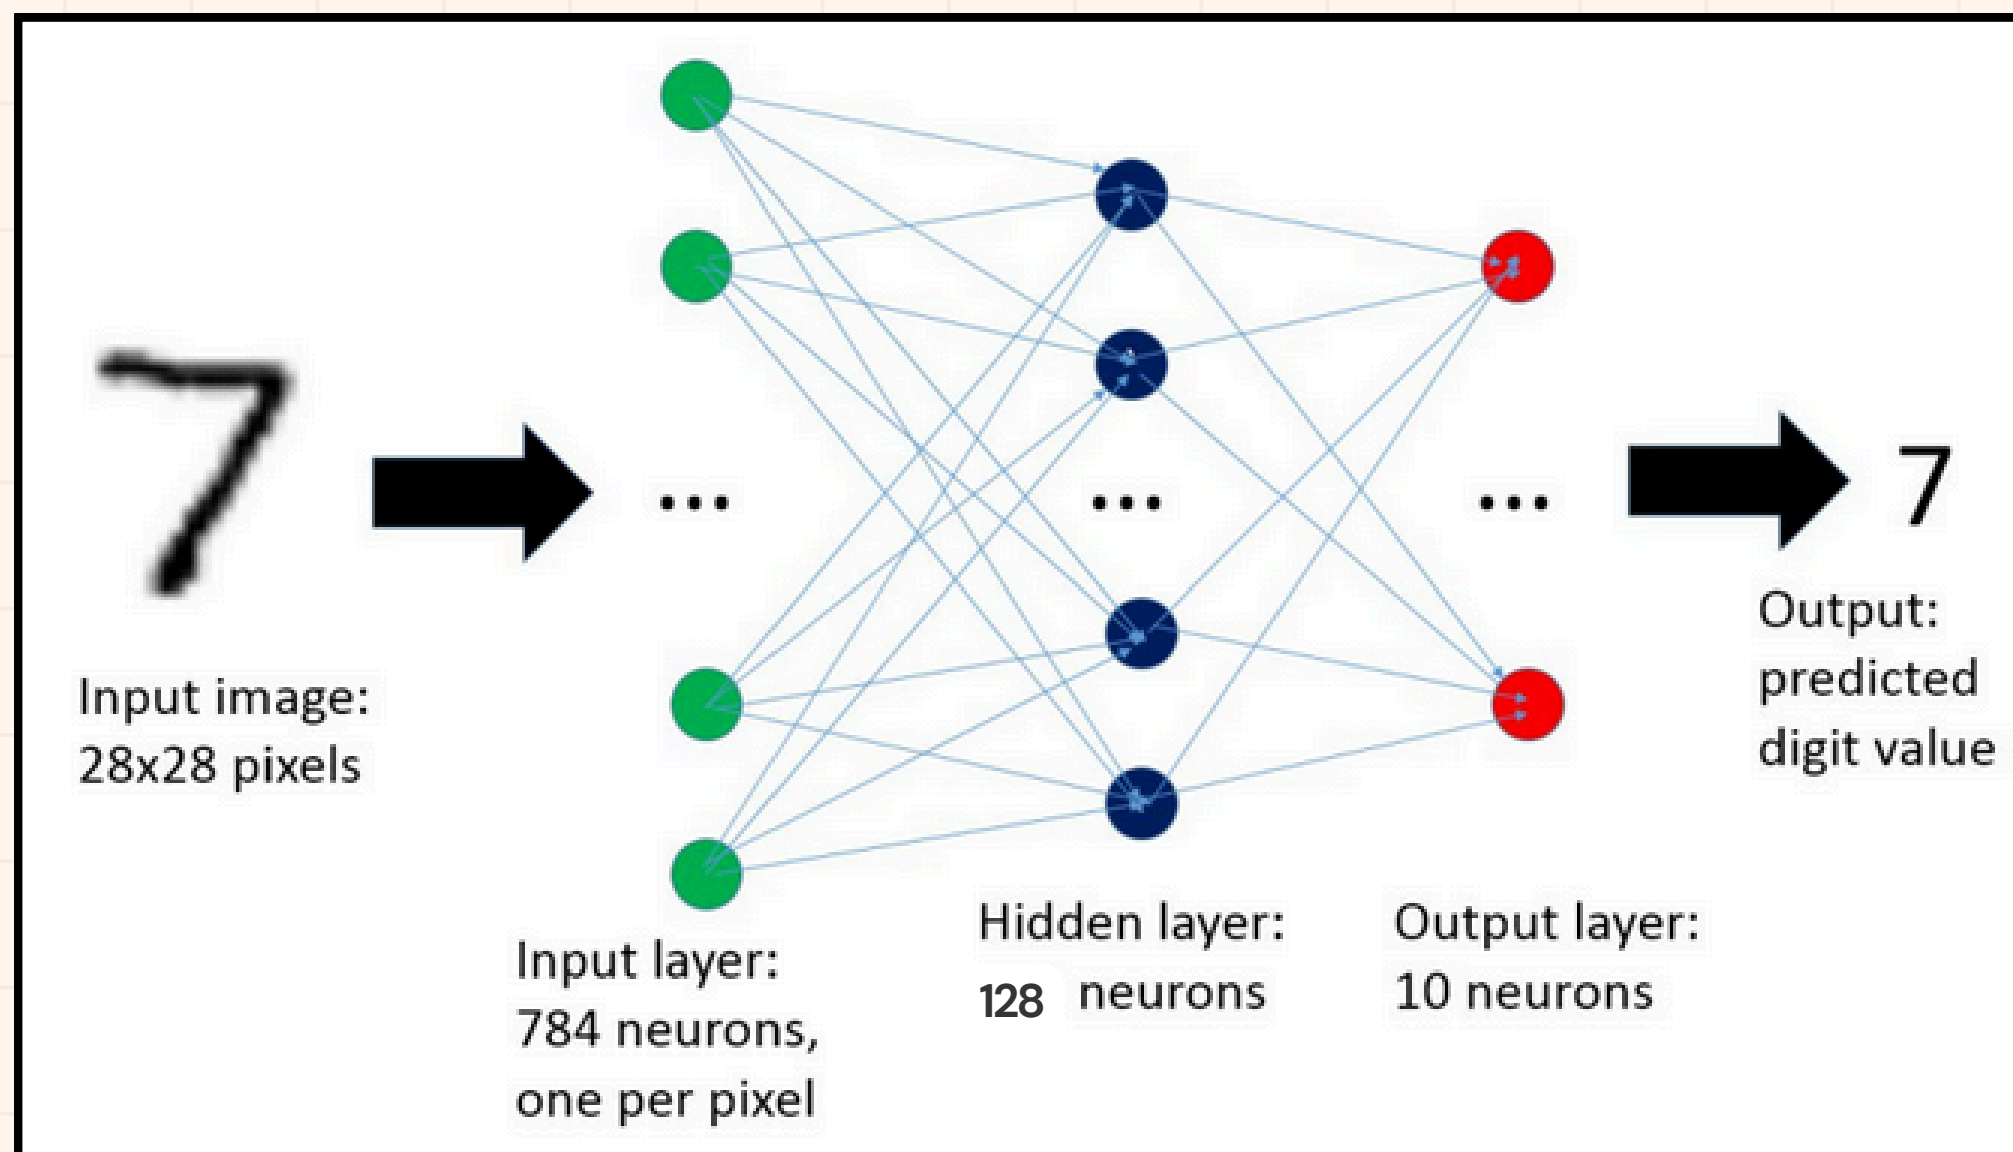 7
Input image:
28x28 pixels
...
Input layer:
784 neurons,
one per pixel
...
Hidden layer:
128 neurons
...
Output layer:
10 neurons
7
Output:
predicted
digit value